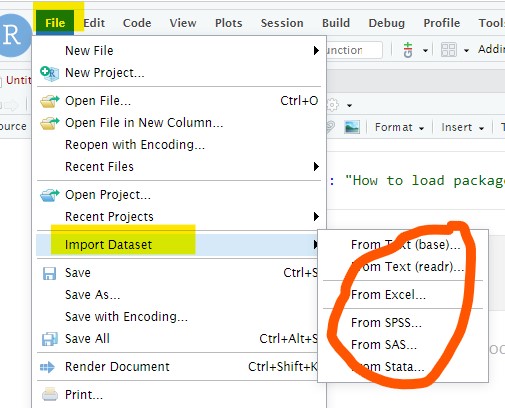 R
File Edit Code View Plots Session Build Debug Profile Tools
unction Addin
Untit
New File
New Project...
Open File... Ctrl+O
Open File in New Column...
Reopen with Encoding...
Recent Files
ource Format Insert
Open Project...
Recent Projects
: "How to load package
Import Dataset
From Text (base)...
From Text (readr)...
From Excel...
From SPSS...
From SAS...
From Stata...
Save Ctrl+S
Save As...
Save with Encoding...
Save All Ctrl+Alt+S
Render Document Ctrl+Shift+K
Print...